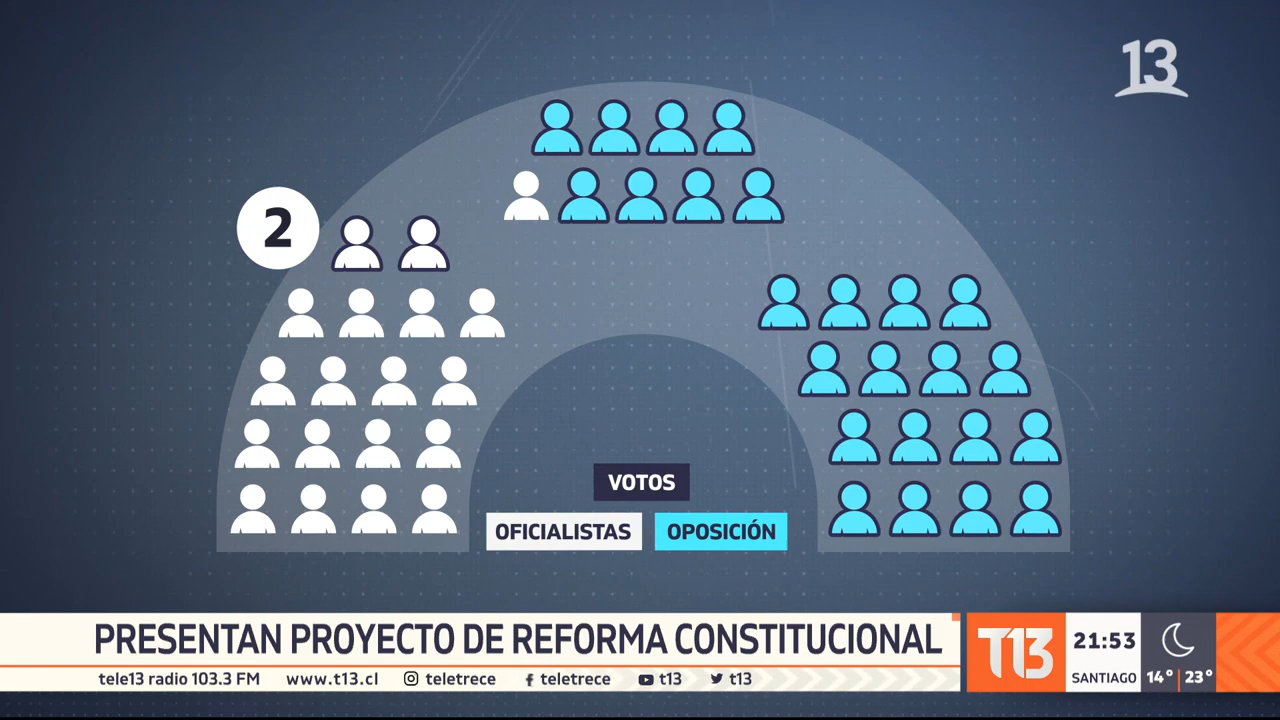 13
2
VOTOS
OFICIALISTAS OPOSICIÓN
PRESENTAN PROYECTO DE REFORMA CONSTITUCIONAL
T13 21:53
tele13 radio 103.3 FM www.t13.cl teletrece teletrece t13 t13 SANTIAGO 14° 23°